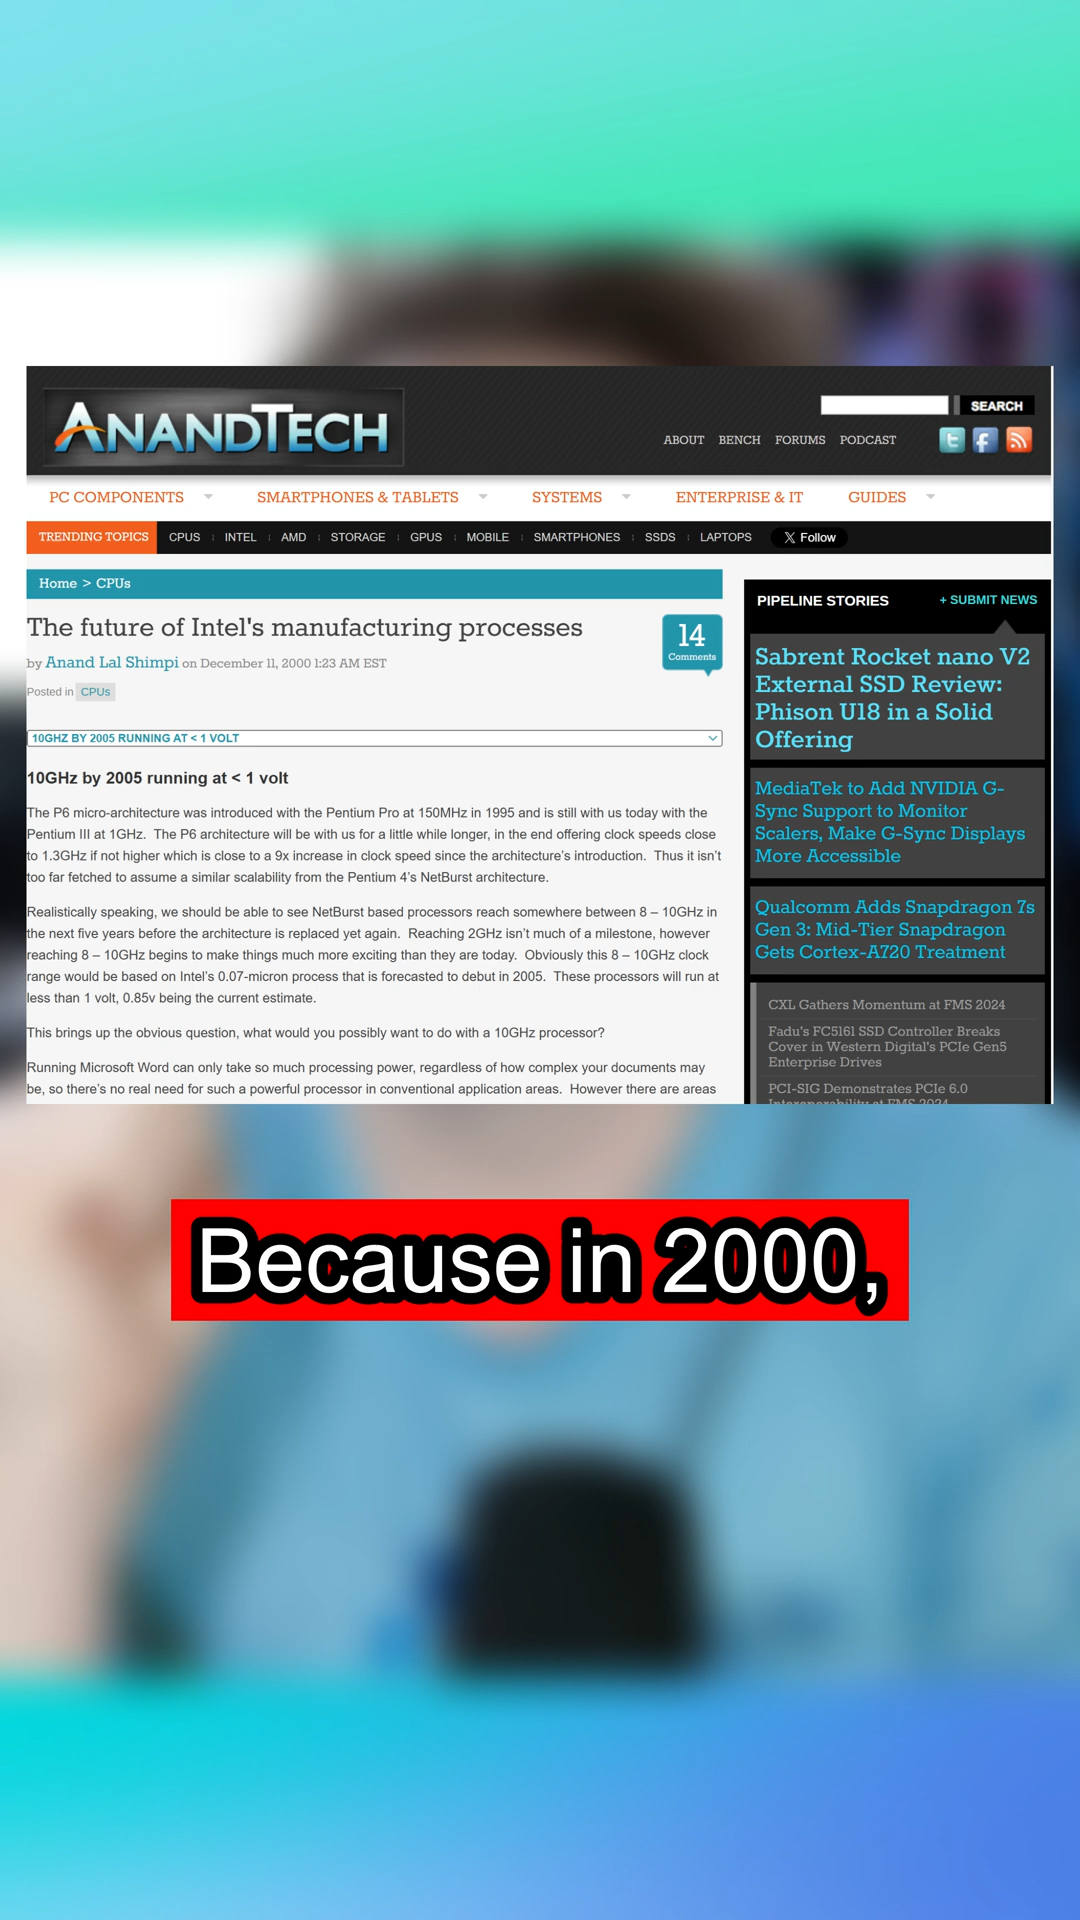 ANANDTECH
SEARCH
ABOUT BENCH FORUMS PODCAST
PC COMPONENTS SMARTPHONES & TABLETS SYSTEMS ENTERPRISE & IT GUIDES
TRENDING TOPICS CPUS INTEL AMD STORAGE GPUS MOBILE SMARTPHONES SSDS LAPTOPS X Follow
Home > CPUs
The future of Intel's manufacturing processes
by Anand Lal Shimpi on December 11, 2000 1:23 AM EST
Posted in CPUs
14
Comments
10GHZ BY 2005 RUNNING AT < 1 VOLT
10GHz by 2005 running at < 1 volt
The P6 micro-architecture was introduced with the Pentium Pro at 150MHz in 1995 and is still with us today with the
Pentium III at 1GHz.  The P6 architecture will be with us for a little while longer, in the end offering clock speeds close
to 1.3GHz if not higher which is close to a 9x increase in clock speed since the architecture's introduction.  Thus it isn't
too far fetched to assume a similar scalability from the Pentium 4's NetBurst architecture.
Realistically speaking, we should be able to see NetBurst based processors reach somewhere between 8 – 10GHz in
the next five years before the architecture is replaced yet again.  Reaching 2GHz isn't much of a milestone, however
reaching 8 – 10GHz begins to make things much more exciting than they are today.  Obviously this 8 – 10GHz clock
range would be based on Intel's 0.07-micron process that is forecasted to debut in 2005.  These processors will run at
less than 1 volt, 0.85v being the current estimate.
This brings up the obvious question, what would you possibly want to do with a 10GHz processor?
Running Microsoft Word can only take so much processing power, regardless of how complex your documents may
be, so there's no real need for such a powerful processor in conventional application areas.  However there are areas
PIPELINE STORIES + SUBMIT NEWS
Sabrent Rocket nano V2
External SSD Review:
Phison U18 in a Solid
Offering
MediaTek to Add NVIDIA G-
Sync Support to Monitor
Scalers, Make G-Sync Displays
More Accessible
Qualcomm Adds Snapdragon 7s
Gen 3: Mid-Tier Snapdragon
Gets Cortex-A720 Treatment
CXL Gathers Momentum at FMS 2024
Fadu's FC5161 SSD Controller Breaks
Cover in Western Digital's PCIe Gen5
Enterprise Drives
PCI-SIG Demonstrates PCIe 6.0
Interoperability at FMS 2024
Because in 2000,